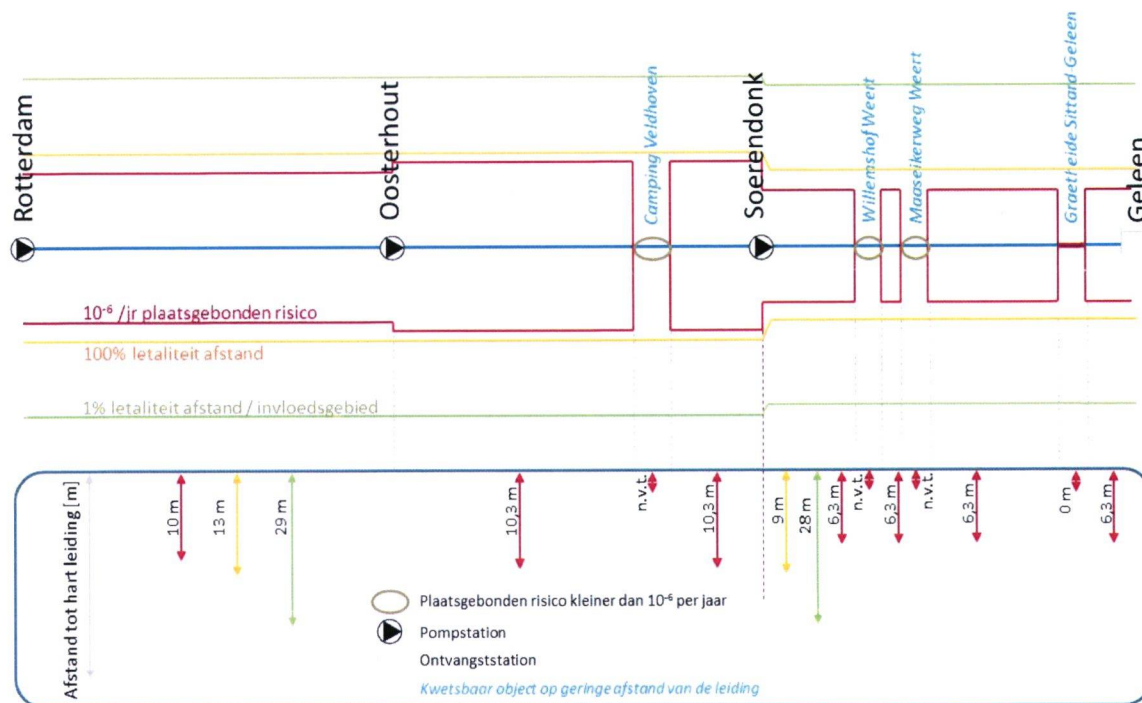 Rotterdam
Oosterhout
Camping Veldhoven
Soerendonk
Willemshof Weert
Maaseikerweg Weert
Graetheide Sittard-Geleen
Geleen
10⁻⁶ /jr plaatsgebonden risico
100% letaliteit afstand
1% letaliteit afstand / invloedsgebied
Afstand tot hart leiding [m]
10 m
13 m
29 m
10,3 m
n.v.t.
10,3 m
9 m
28 m
6,3 m
n.v.t.
6,3 m
n.v.t.
6,3 m
0 m
6,3 m
Plaatsgebonden risico kleiner dan 10⁻⁶ per jaar
Pompstation
Ontvangststation
Kwetsbaar object op geringe afstand van de leiding